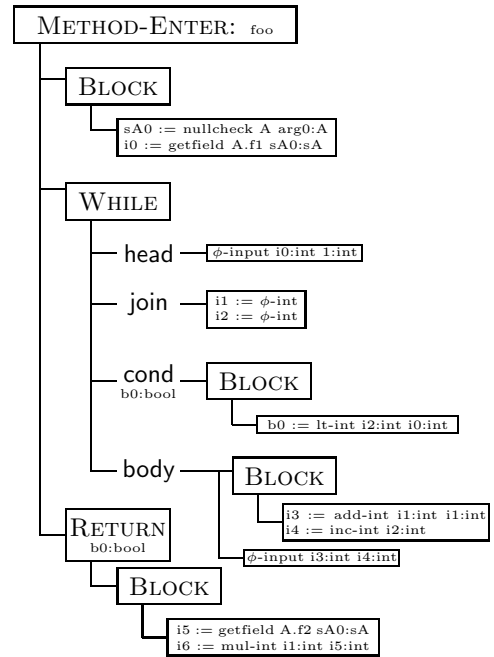 METHOD-ENTER: foo
BLOCK
sA0 := nullcheck A arg0:A
i0 := getfield A.f1 sA0:sA
WHILE
head
ϕ-input i0:int 1:int
join
i1 := ϕ-int
i2 := ϕ-int
cond
b0:bool
BLOCK
b0 := lt-int i2:int i0:int
body
BLOCK
i3 := add-int i1:int i1:int
i4 := inc-int i2:int
ϕ-input i3:int i4:int
RETURN
b0:bool
BLOCK
i5 := getfield A.f2 sA0:sA
i6 := mul-int i1:int i5:int